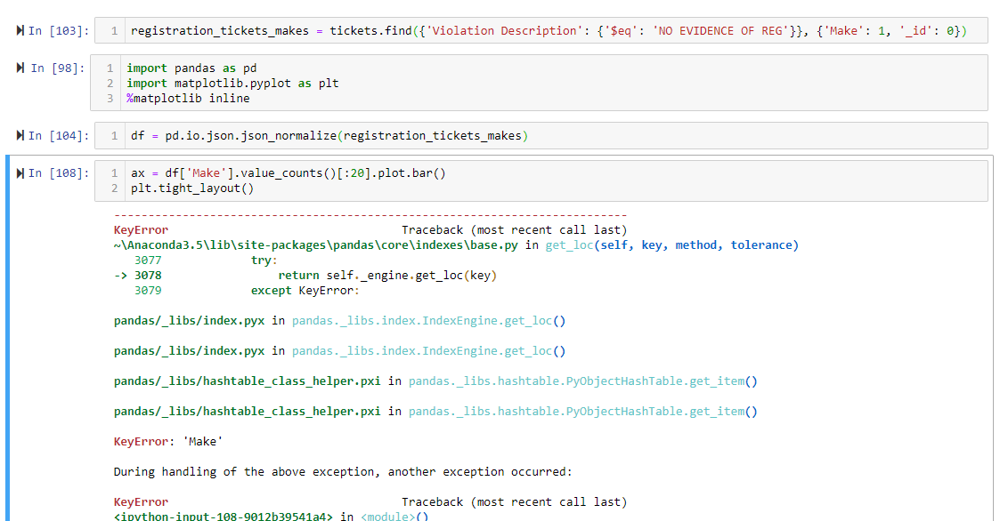 In [103]: 1 registration_tickets_makes = tickets.find({'Violation Description': {'$eq': 'NO EVIDENCE OF REG'}}, {'Make': 1, '_id': 0})
In [98]: 1 import pandas as pd
2 import matplotlib.pyplot as plt
3 %matplotlib inline
In [104]: 1 df = pd.io.json.json_normalize(registration_tickets_makes)
In [108]: 1 ax = df['Make'].value_counts()[:20].plot.bar()
2 plt.tight_layout()
---------------------------------------------------------------------------
KeyError                                  Traceback (most recent call last)
~\Anaconda3.5\lib\site-packages\pandas\core\indexes\base.py in get_loc(self, key, method, tolerance)
   3077             try:
-> 3078                 return self._engine.get_loc(key)
   3079             except KeyError:
pandas/_libs/index.pyx in pandas._libs.index.IndexEngine.get_loc()
pandas/_libs/index.pyx in pandas._libs.index.IndexEngine.get_loc()
pandas/_libs/hashtable_class_helper.pxi in pandas._libs.hashtable.PyObjectHashTable.get_item()
pandas/_libs/hashtable_class_helper.pxi in pandas._libs.hashtable.PyObjectHashTable.get_item()
KeyError: 'Make'
During handling of the above exception, another exception occurred:
KeyError                                  Traceback (most recent call last)
<ipython-input-108-9012b39541a4> in <module>()